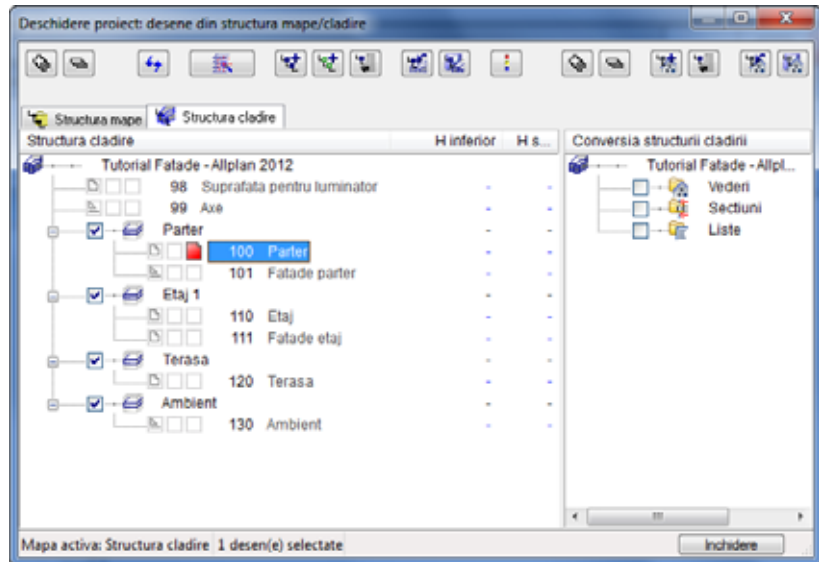 Deschidere proiect: desene din structura mape/cladire
Structura mape Structura cladire
Structura cladire H inferior H s... Conversia structurii cladirii
Tutorial Fatade - Allplan 2012 Tutorial Fatade - Allpl...
98 Suprafata pentru luminator - - Vederi
99 Axe - - Sectiuni
Parter - - Liste
100 Parter - -
101 Fatade parter - -
Etaj 1 - -
110 Etaj - -
111 Fatade etaj - -
Terasa - -
120 Terasa - -
Ambient - -
130 Ambient - -
Mapa activa: Structura cladire 1 desen(e) selectate Inchidere